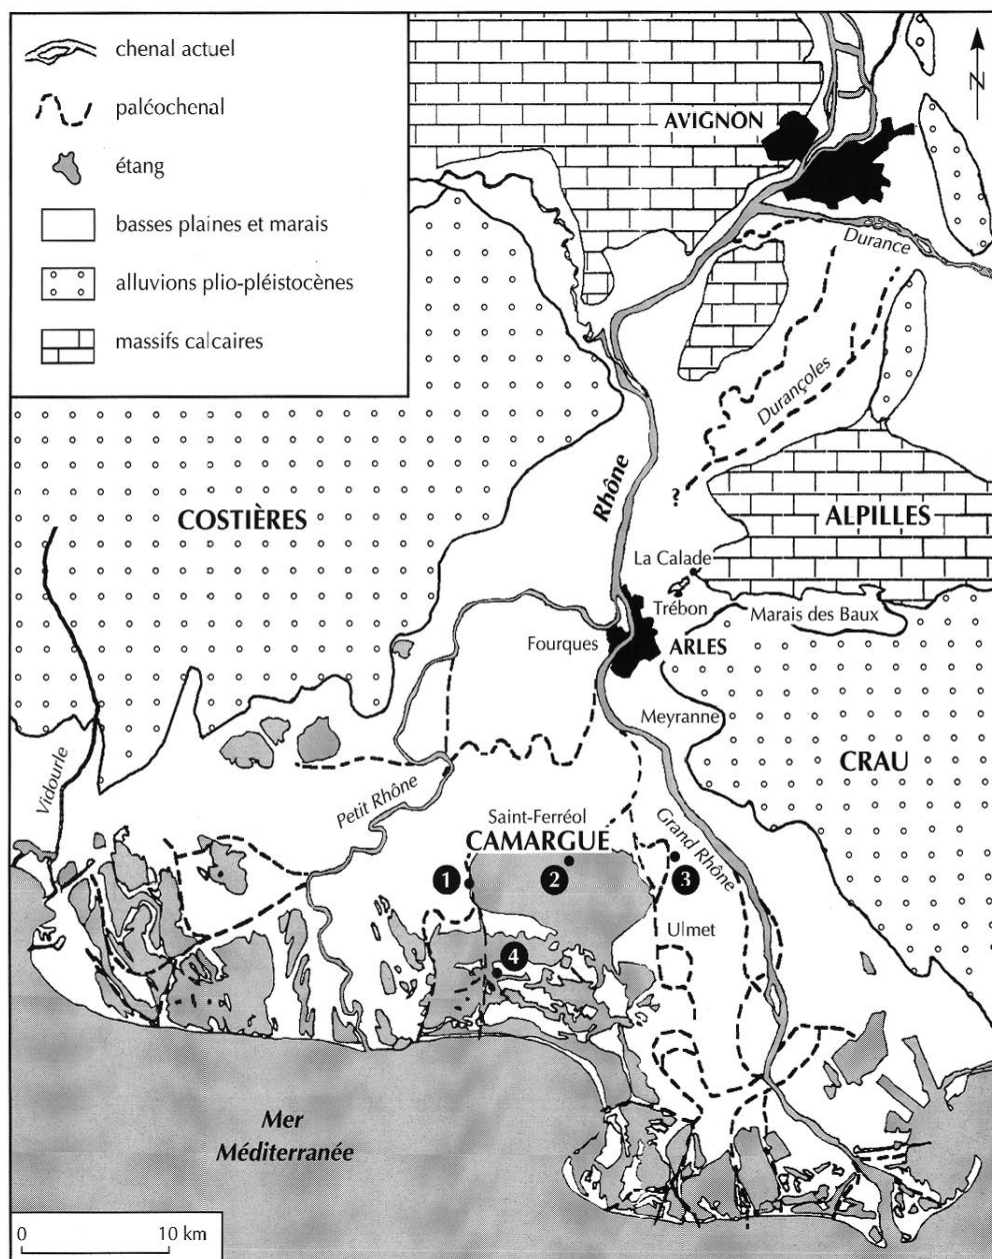 chenal actuel
paléochenal
étang
basses plaines et marais
alluvions plio-pléistocènes
massifs calcaires
N
AVIGNON
Durance
Durançoles
Rhône
?
COSTIÈRES
ALPILLES
La Calade
Trébon
Marais des Baux
Fourques
ARLES
Meyranne
CRAU
Vidourle
Petit Rhône
Saint-Ferréol
CAMARGUE
Grand Rhône
1
2
3
Ulmet
4
Mer
Méditerranée
0 10 km